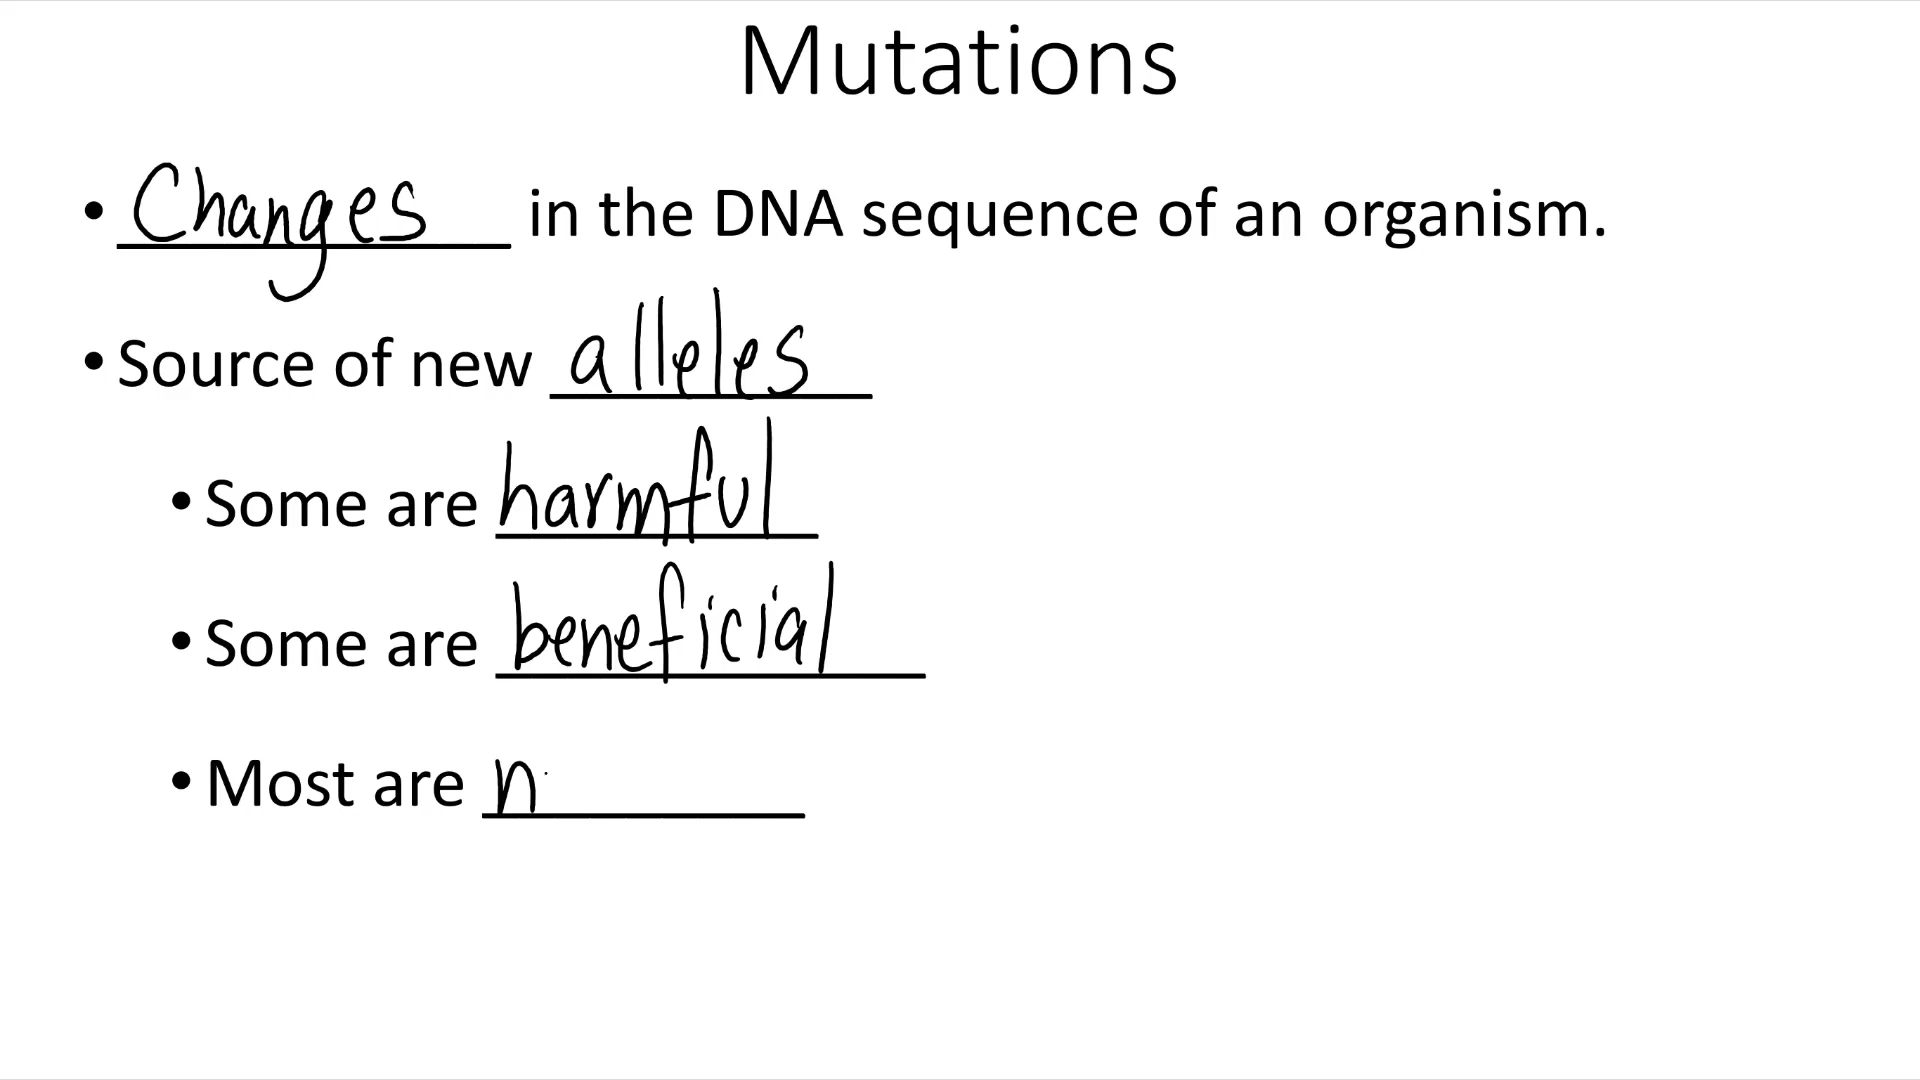 Mutations
• Changes in the DNA sequence of an organism.
• Source of new alleles
• Some are harmful
• Some are beneficial
• Most are n